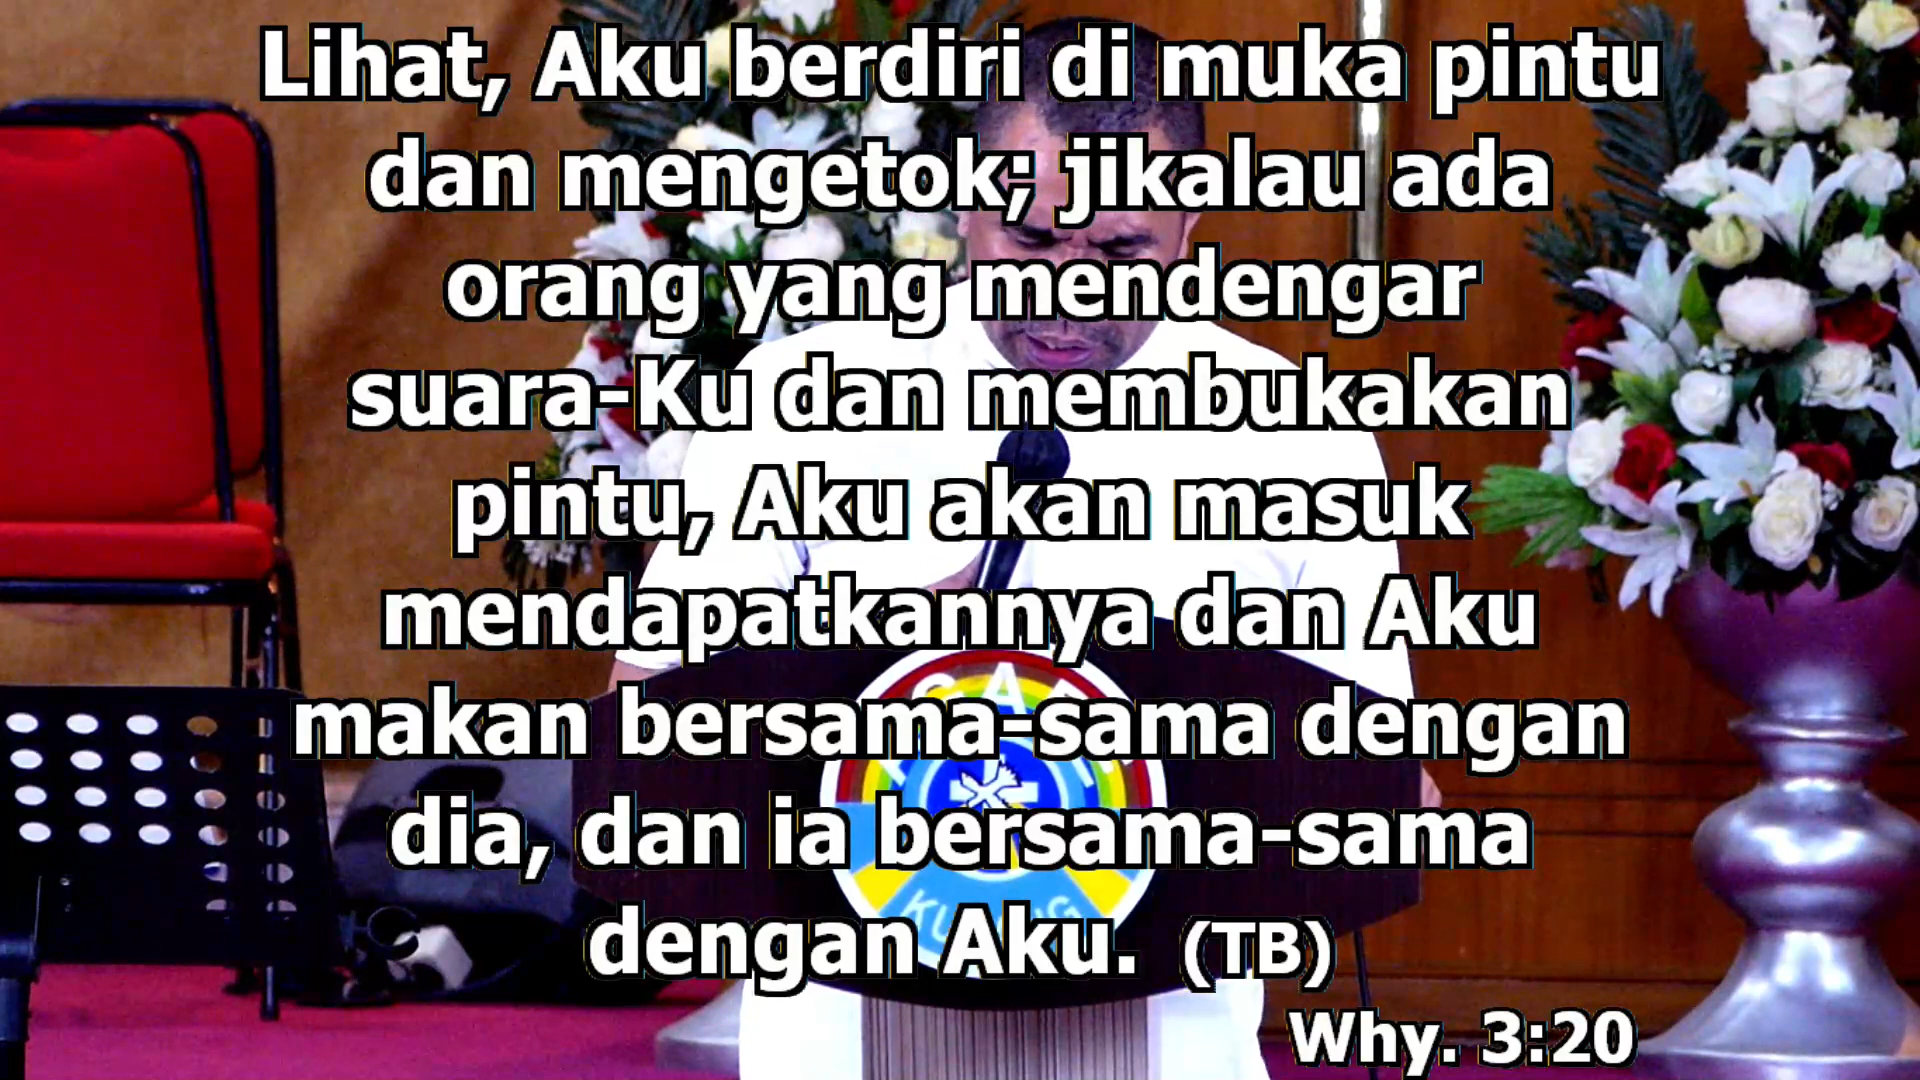 Lihat, Aku berdiri di muka pintu
dan mengetok; jikalau ada
orang yang mendengar
suara-Ku dan membukakan
pintu, Aku akan masuk
mendapatkannya dan Aku
makan bersama-sama dengan
dia, dan ia bersama-sama
dengan Aku. (TB)
Why. 3:20